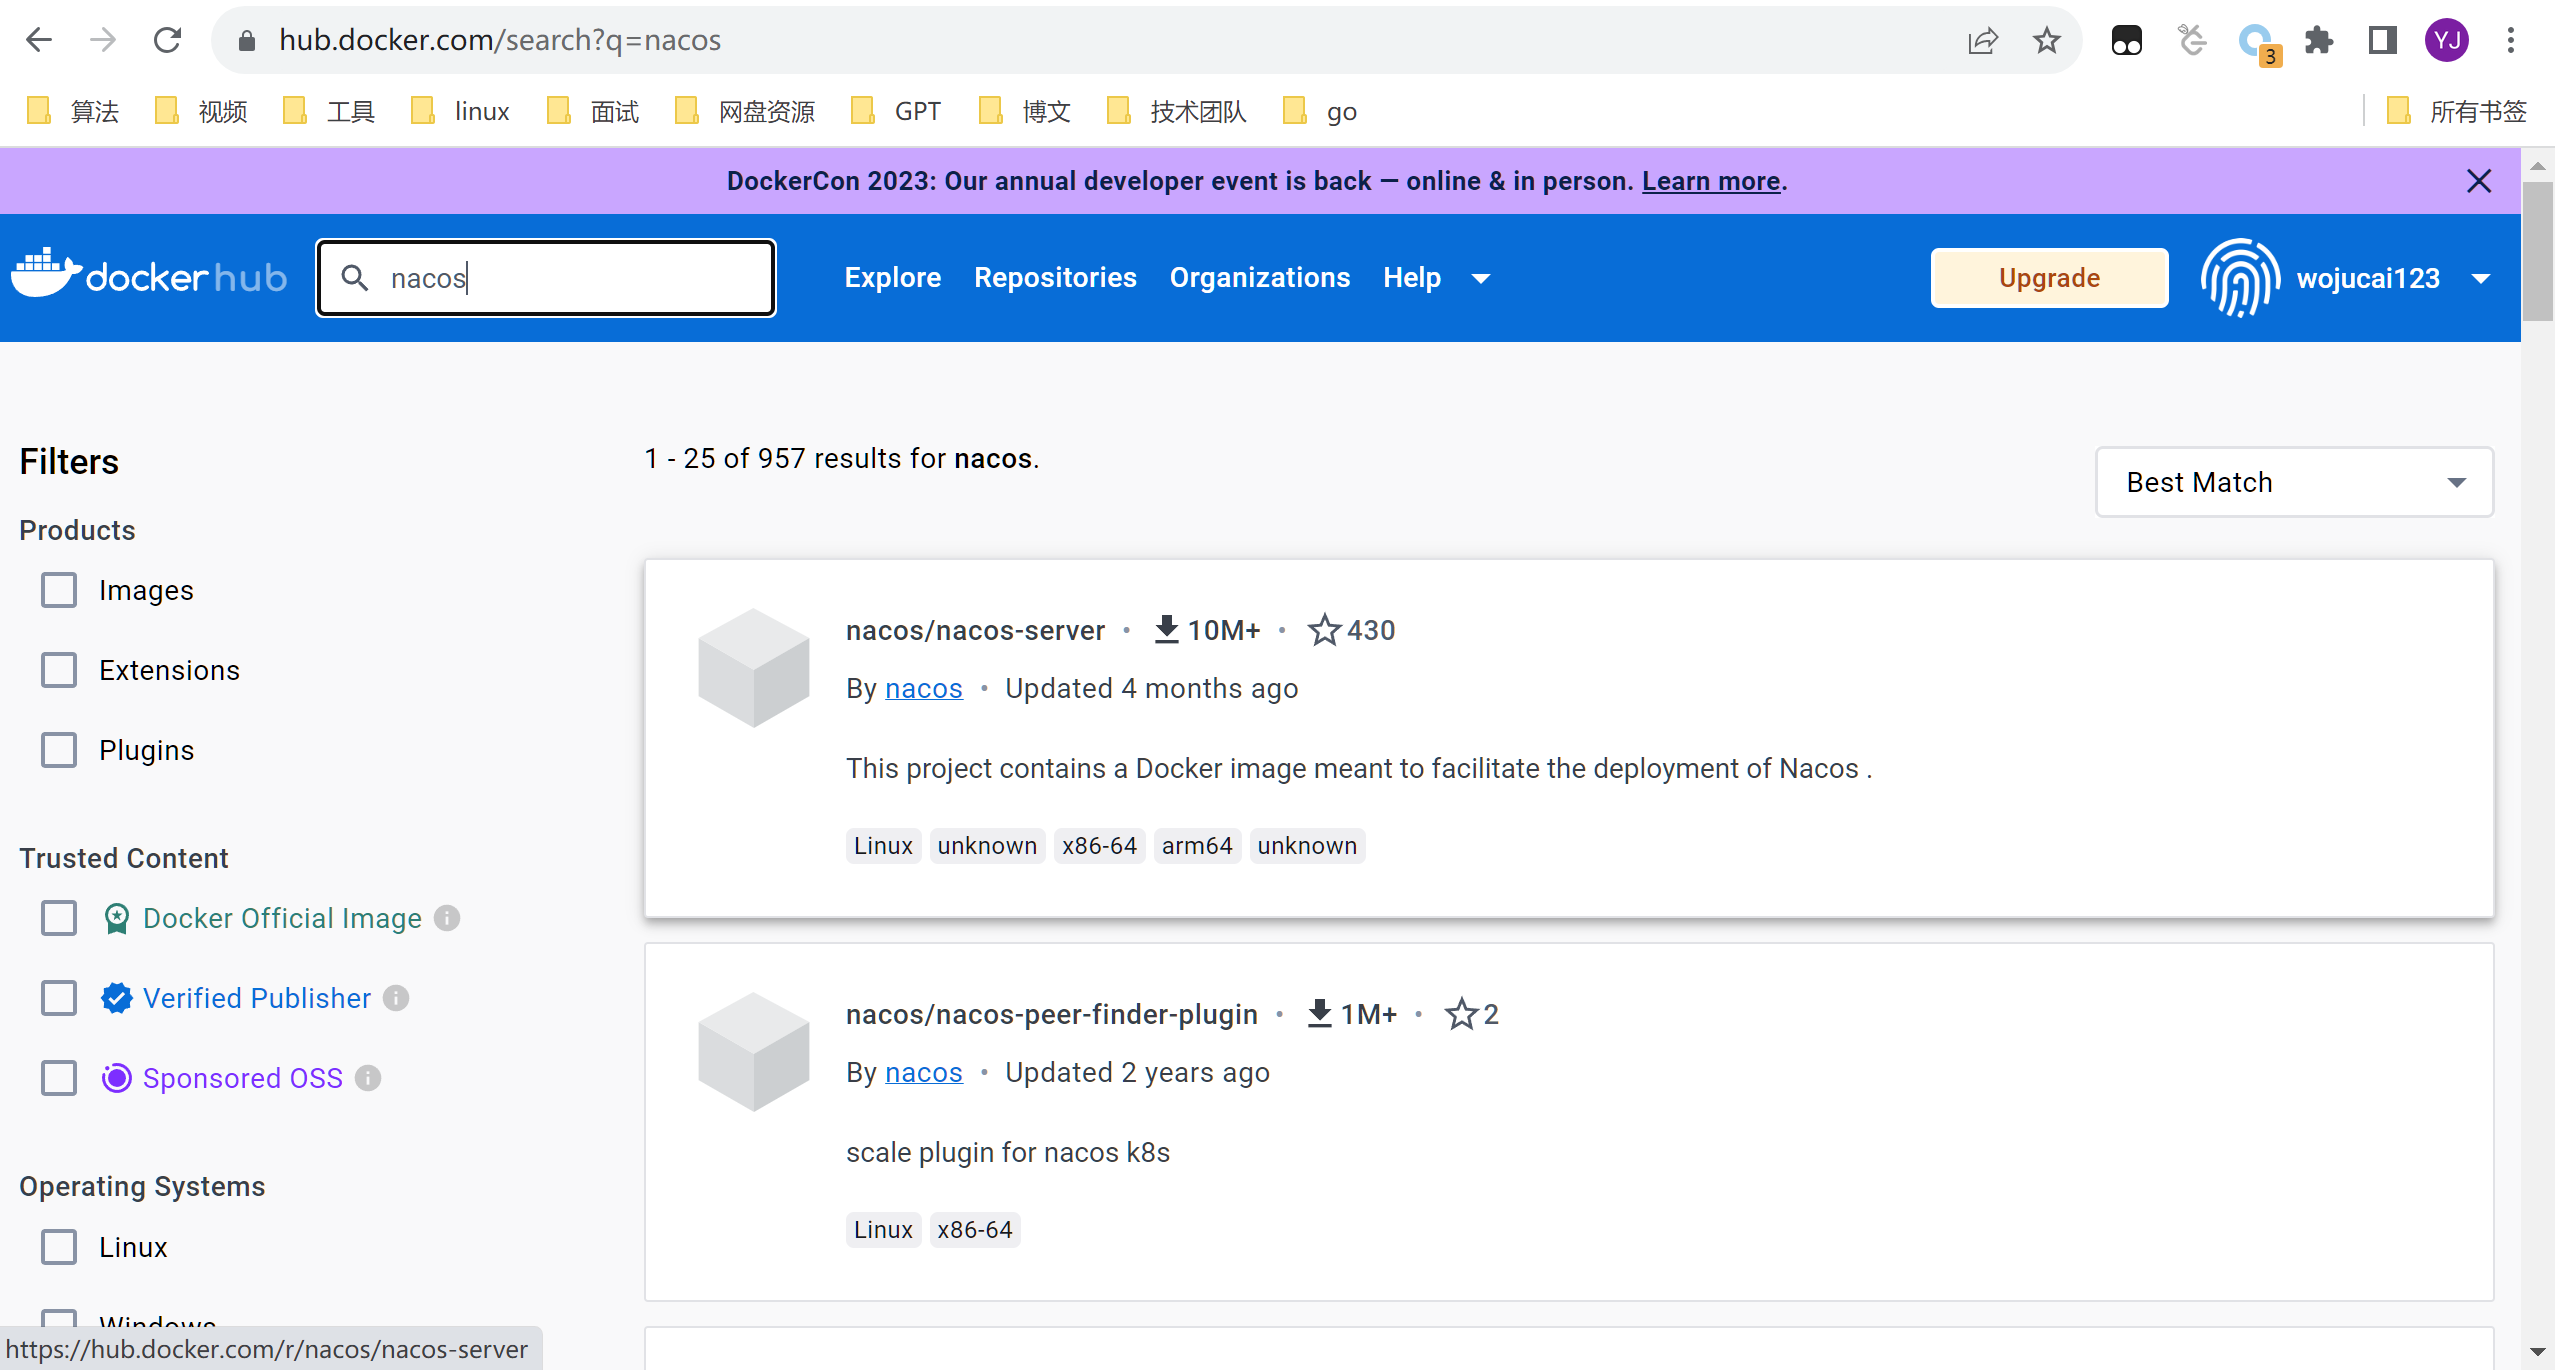 hub.docker.com/search?q=nacos
3
YJ
算法 视频 工具 linux 面试 网盘资源 GPT 博文 技术团队 go 所有书签
DockerCon 2023: Our annual developer event is back — online & in person. Learn more.
dockerhub
nacos
Explore Repositories Organizations Help
Upgrade
wojucai123
Filters
1 - 25 of 957 results for nacos.
Best Match
Products
Images
Extensions
Plugins
Trusted Content
Docker Official Image
Verified Publisher
Sponsored OSS
Operating Systems
Linux
Windows
nacos/nacos-server • 10M+ • 430
By nacos • Updated 4 months ago
This project contains a Docker image meant to facilitate the deployment of Nacos .
Linux unknown x86-64 arm64 unknown
nacos/nacos-peer-finder-plugin • 1M+ • 2
By nacos • Updated 2 years ago
scale plugin for nacos k8s
Linux x86-64
https://hub.docker.com/r/nacos/nacos-server